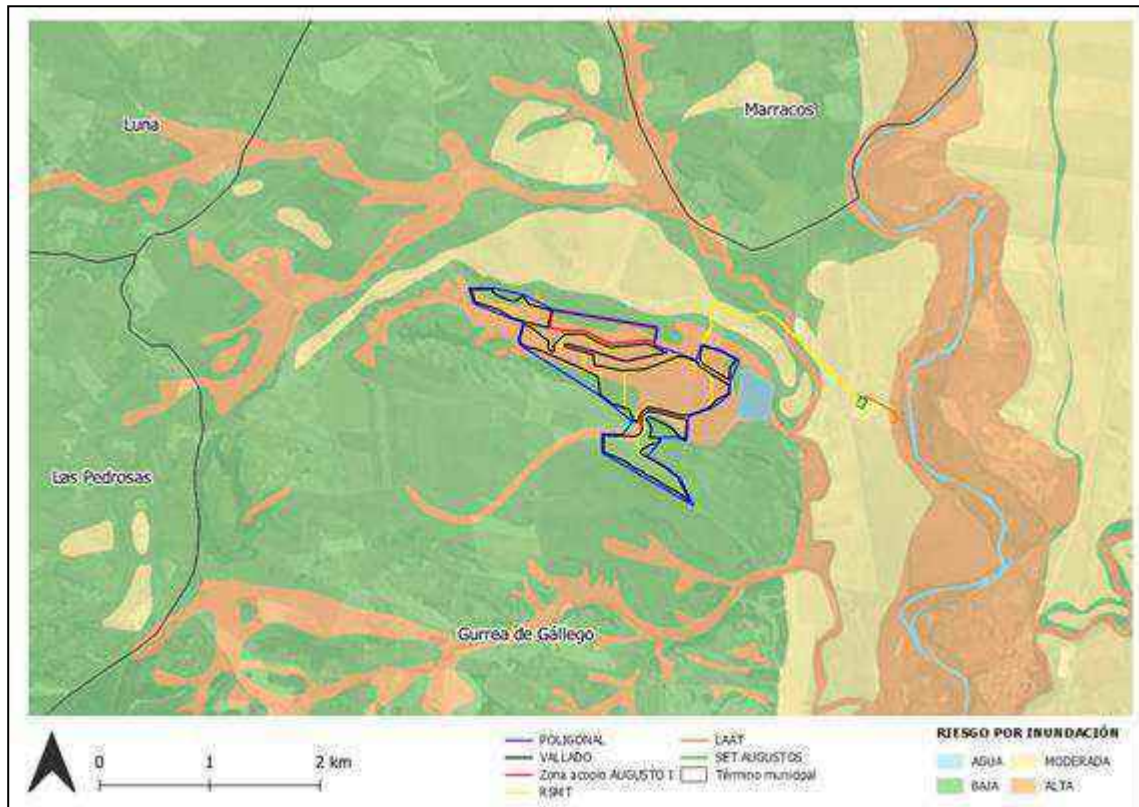 Luna
Marracos
Las Pedrosas
Gurrea de Gállego
0 1 2 km
POLIGONAL
VALLADO
Zona acopio AUGUSTO I
RSMT
LAAT
SET AUGUSTOS
Término municipal
RIESGO POR INUNDACIÓN
AGUA
BAJA
MODERADA
ALTA